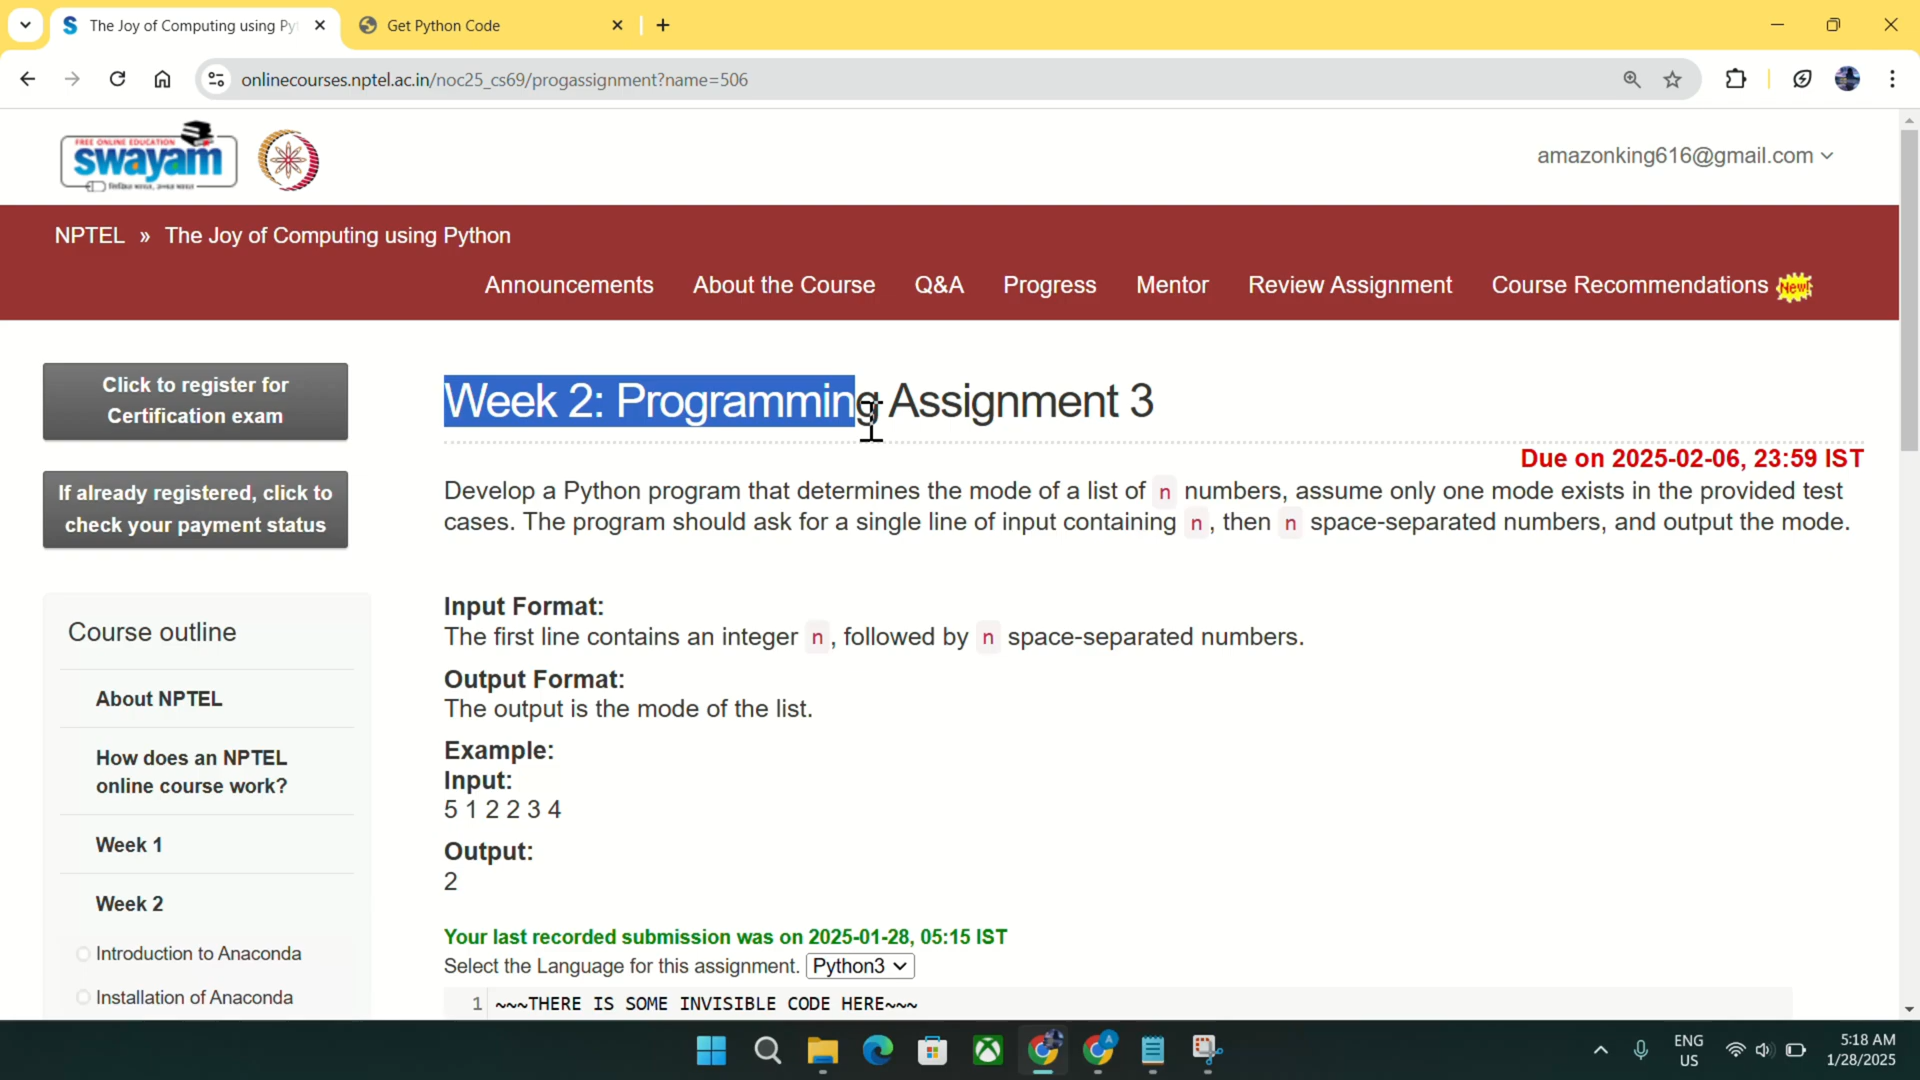 The Joy of Computing using Py
Get Python Code
onlinecourses.nptel.ac.in/noc25_cs69/progassignment?name=506
FREE ONLINE EDUCATION
swayam
amazonking616@gmail.com
NPTEL » The Joy of Computing using Python
Announcements About the Course Q&A Progress Mentor Review Assignment Course Recommendations New!
Click to register for
Certification exam
If already registered, click to
check your payment status
Course outline
About NPTEL
How does an NPTEL
online course work?
Week 1
Week 2
Introduction to Anaconda
Installation of Anaconda
Week 2: Programming Assignment 3
Due on 2025-02-06, 23:59 IST
Develop a Python program that determines the mode of a list of n numbers, assume only one mode exists in the provided test
cases. The program should ask for a single line of input containing n, then n space-separated numbers, and output the mode.
Input Format:
The first line contains an integer n, followed by n space-separated numbers.
Output Format:
The output is the mode of the list.
Example:
Input:
5 1 2 2 3 4
Output:
2
Your last recorded submission was on 2025-01-28, 05:15 IST
Select the Language for this assignment. Python3
1 ~~~THERE IS SOME INVISIBLE CODE HERE~~~
ENG
US
5:18 AM
1/28/2025